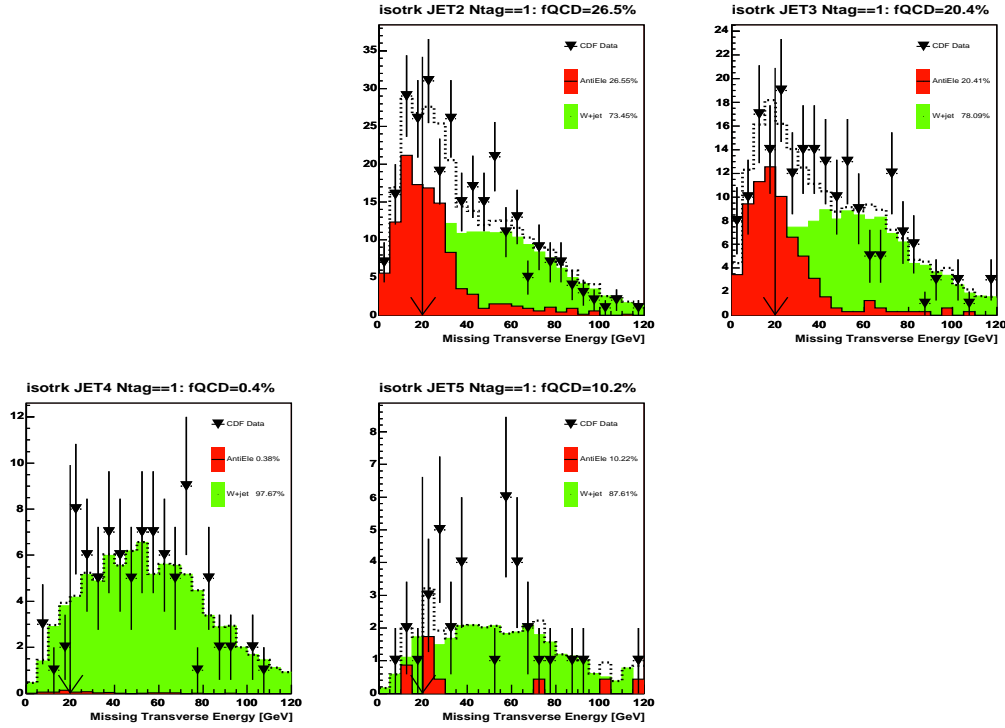 isotrk JET2 Ntag==1: fQCD=26.5%
35
30
25
20
15
10
5
0
CDF Data
AntiEle 26.55%
W+jet 73.45%
0 20 40 60 80 100 120
Missing Transverse Energy [GeV]
isotrk JET3 Ntag==1: fQCD=20.4%
24
22
20
18
16
14
12
10
8
6
4
2
0
CDF Data
AntiEle 20.41%
W+jet 78.09%
0 20 40 60 80 100 120
Missing Transverse Energy [GeV]
isotrk JET4 Ntag==1: fQCD=0.4%
12
10
8
6
4
2
0
CDF Data
AntiEle 0.38%
W+jet 97.67%
0 20 40 60 80 100 120
Missing Transverse Energy [GeV]
isotrk JET5 Ntag==1: fQCD=10.2%
8
7
6
5
4
3
2
1
0
CDF Data
AntiEle 10.22%
W+jet 87.61%
0 20 40 60 80 100 120
Missing Transverse Energy [GeV]